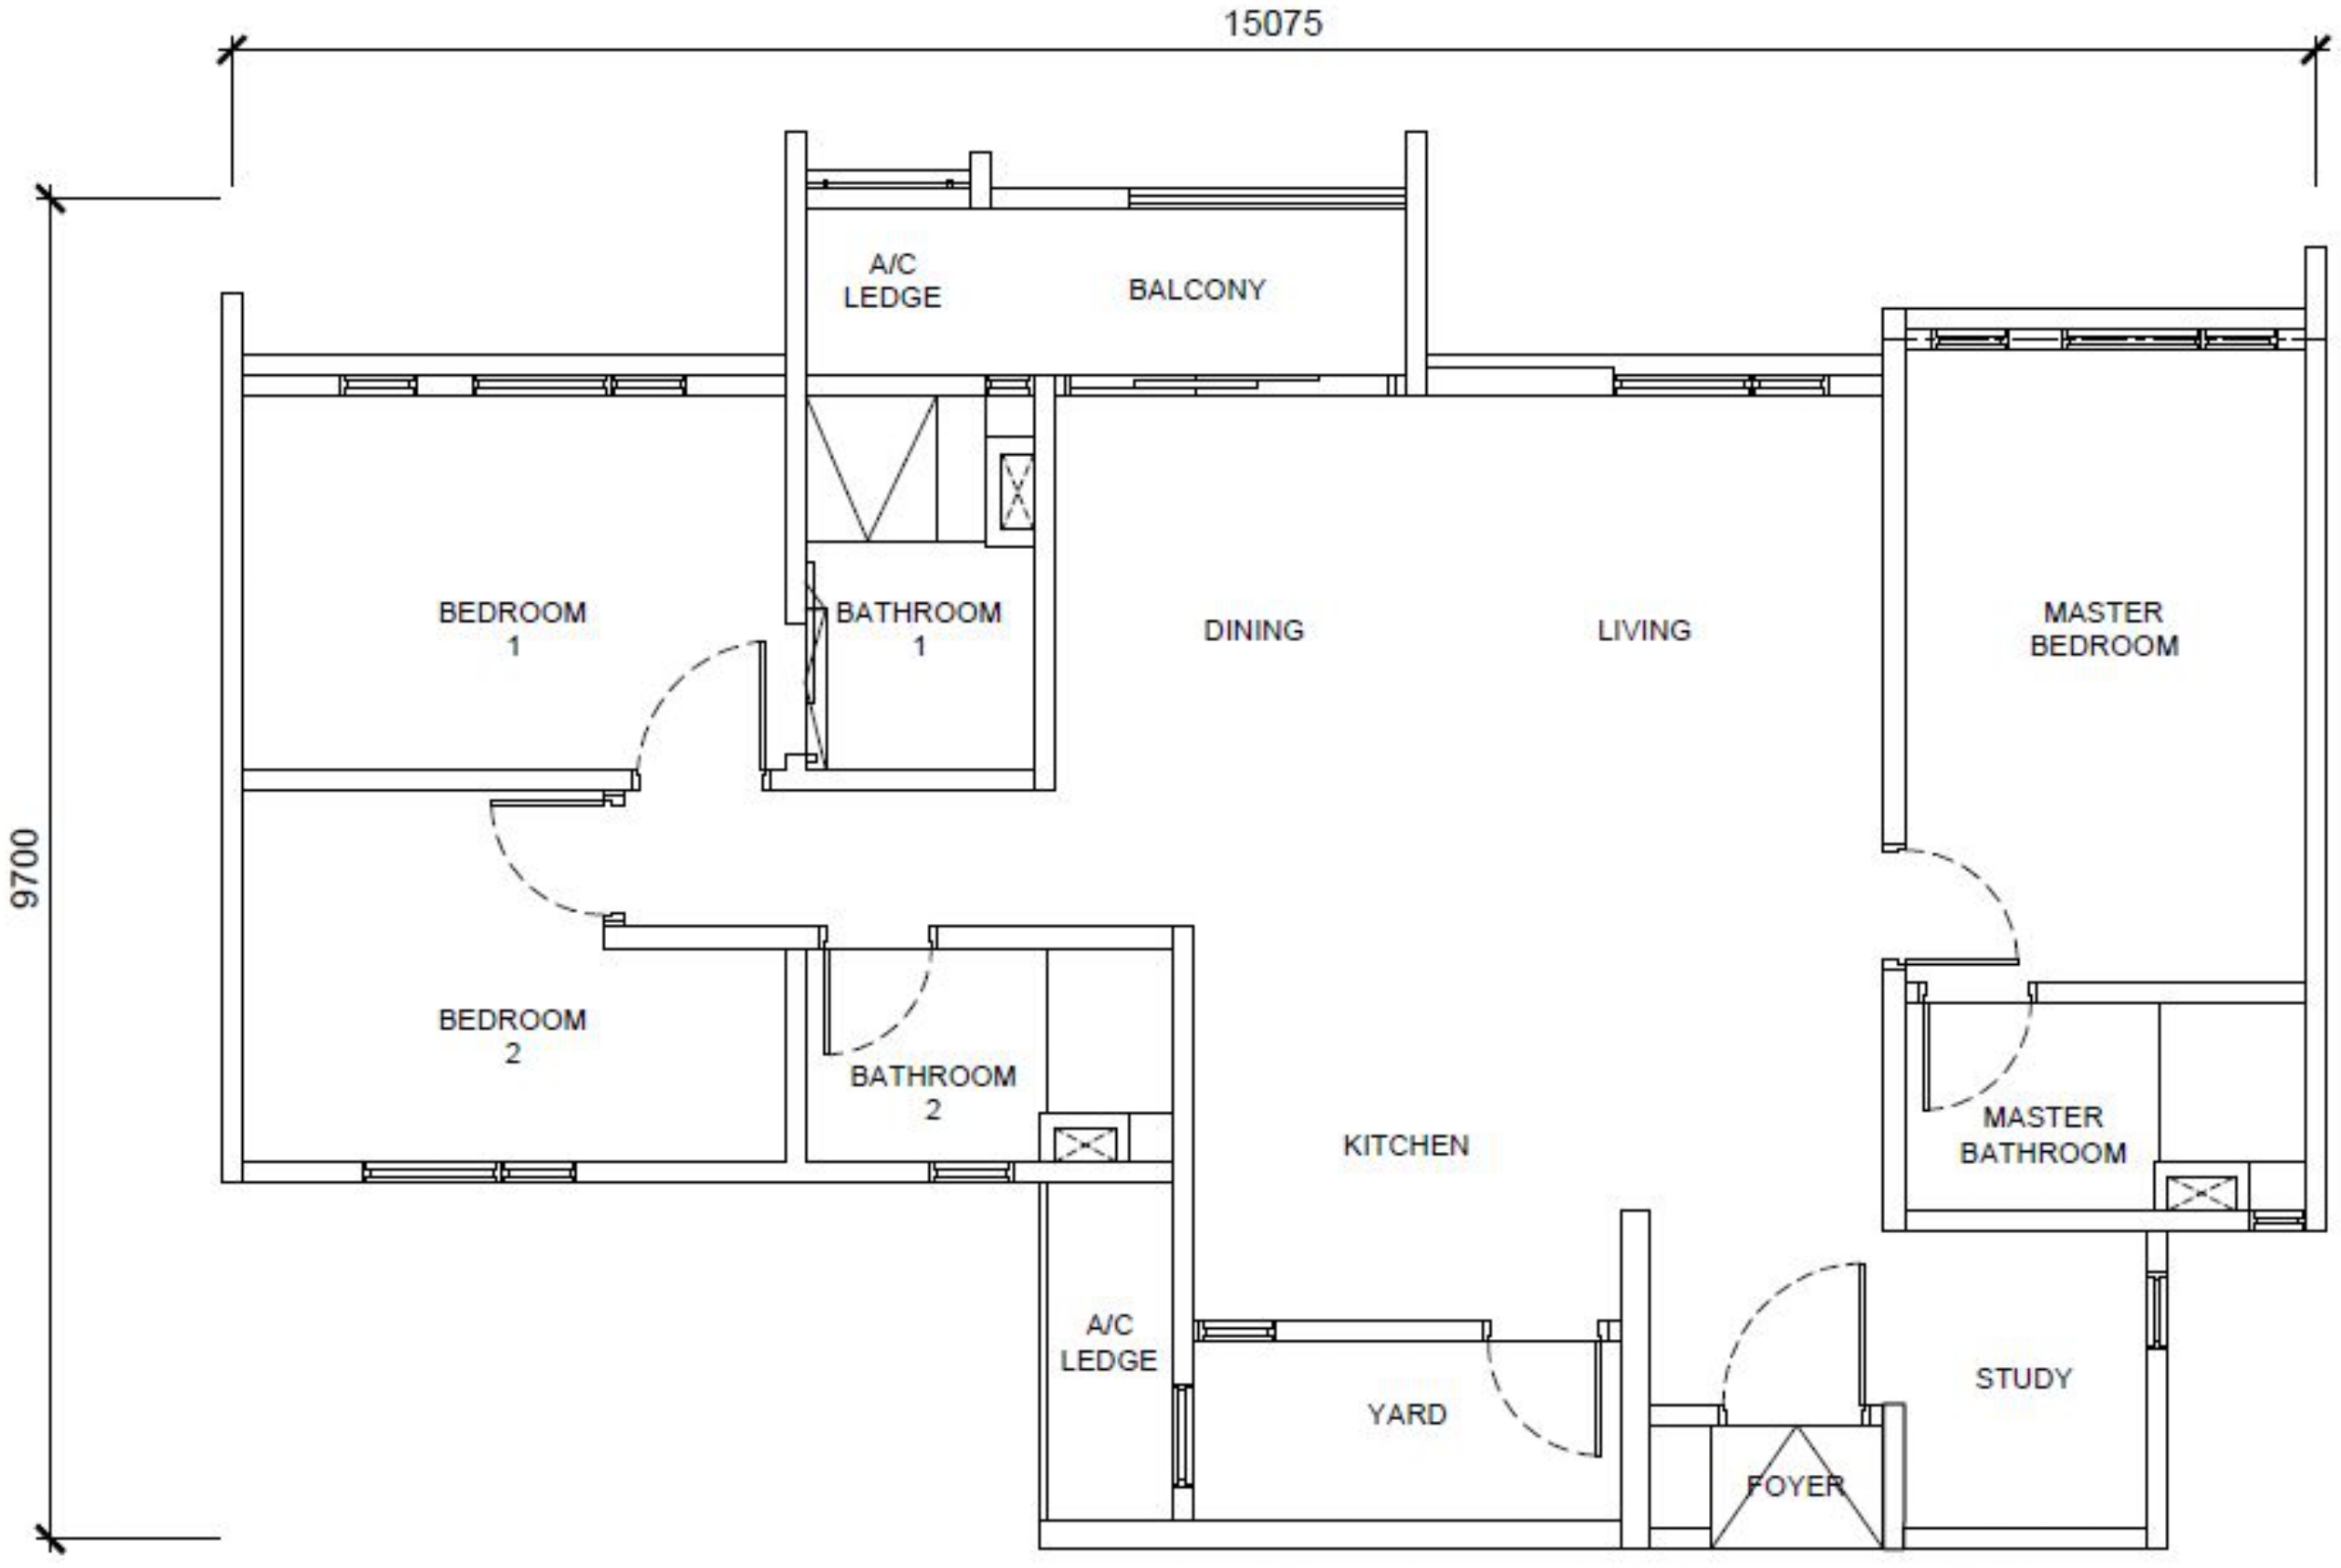 15075
A/C
LEDGE
BALCONY
BEDROOM
1
BATHROOM
1
DINING
LIVING
MASTER
BEDROOM
9700
BEDROOM
2
BATHROOM
2
KITCHEN
MASTER
BATHROOM
A/C
LEDGE
YARD
STUDY
FOYER